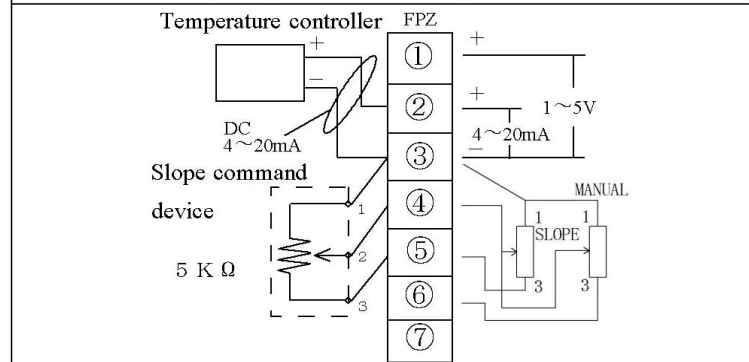 Temperature controller FPZ
+ ① +
− ② +
DC 1～5V
4～20mA 4～20mA
③ −
Slope command
device
MANUAL
1 ④ 1 1
SLOPE
2 ⑤
5 K Ω
3 ⑥ 3 3
⑦